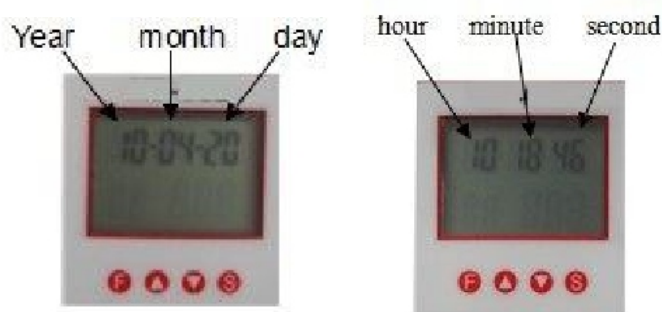 Year month day
hour minute second
10-04-20
10 18 46
F S
F S